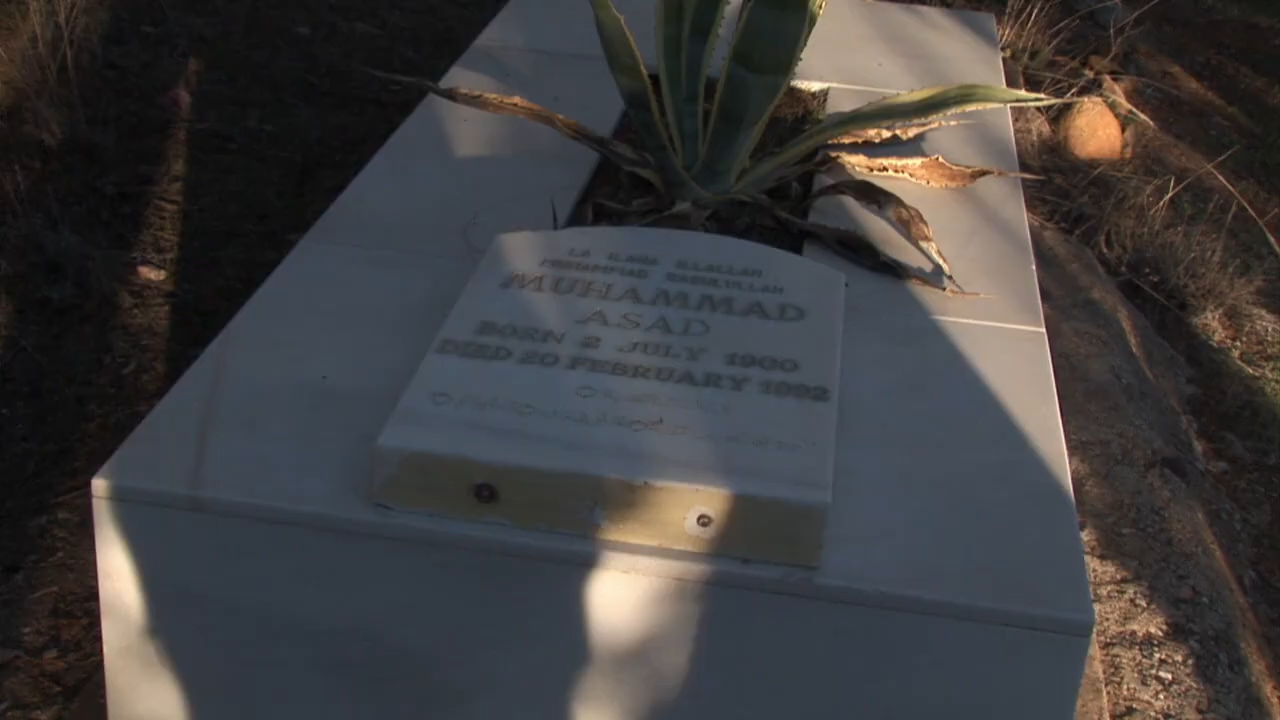 LA ILAHA ILLALLAH
MUHAMMAD RASULULLAH
MUHAMMAD
ASAD
BORN 2 JULY 1900
DIED 20 FEBRUARY 1992